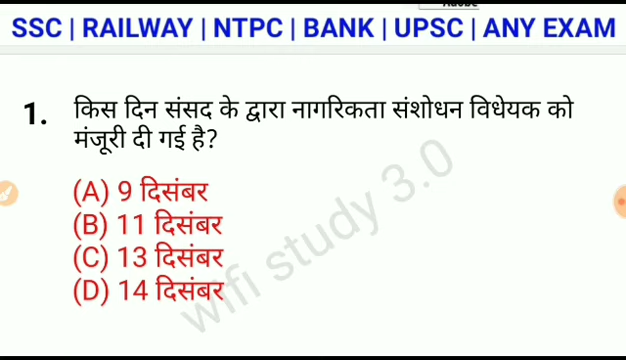 SSC | RAILWAY | NTPC | BANK | UPSC | ANY EXAM
1. किस दिन संसद के द्वारा नागरिकता संशोधन विधेयक को
मंजूरी दी गई है?
(A) 9 दिसंबर
(B) 11 दिसंबर
(C) 13 दिसंबर
(D) 14 दिसंबर
wifi study 3.0